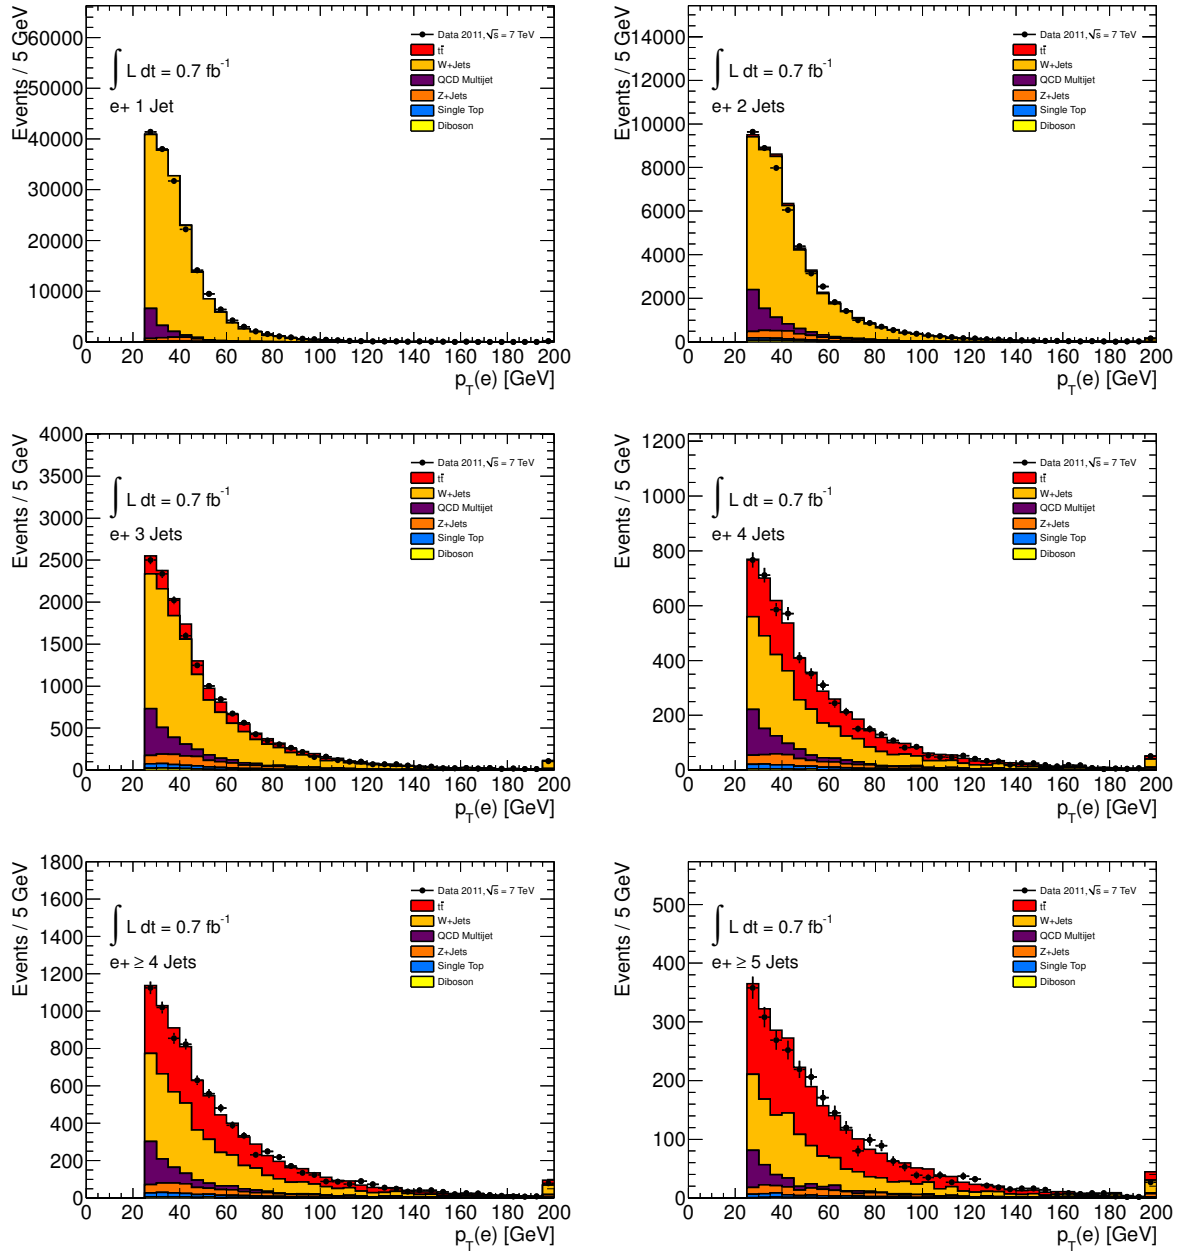 Events / 5 GeV
60000
50000
40000
30000
20000
10000
0
∫ L dt = 0.7 fb⁻¹
e+ 1 Jet
Data 2011, √s = 7 TeV
tt̄
W+Jets
QCD Multijet
Z+Jets
Single Top
Diboson
0 20 40 60 80 100 120 140 160 180 200
p_T(e) [GeV]
Events / 5 GeV
14000
12000
10000
8000
6000
4000
2000
0
∫ L dt = 0.7 fb⁻¹
e+ 2 Jets
Data 2011, √s = 7 TeV
tt̄
W+Jets
QCD Multijet
Z+Jets
Single Top
Diboson
0 20 40 60 80 100 120 140 160 180 200
p_T(e) [GeV]
Events / 5 GeV
4000
3500
3000
2500
2000
1500
1000
500
0
∫ L dt = 0.7 fb⁻¹
e+ 3 Jets
Data 2011, √s = 7 TeV
tt̄
W+Jets
QCD Multijet
Z+Jets
Single Top
Diboson
0 20 40 60 80 100 120 140 160 180 200
p_T(e) [GeV]
Events / 5 GeV
1200
1000
800
600
400
200
0
∫ L dt = 0.7 fb⁻¹
e+ 4 Jets
Data 2011, √s = 7 TeV
tt̄
W+Jets
QCD Multijet
Z+Jets
Single Top
Diboson
0 20 40 60 80 100 120 140 160 180 200
p_T(e) [GeV]
Events / 5 GeV
1800
1600
1400
1200
1000
800
600
400
200
0
∫ L dt = 0.7 fb⁻¹
e+ ≥ 4 Jets
Data 2011, √s = 7 TeV
tt̄
W+Jets
QCD Multijet
Z+Jets
Single Top
Diboson
0 20 40 60 80 100 120 140 160 180 200
p_T(e) [GeV]
Events / 5 GeV
500
400
300
200
100
0
∫ L dt = 0.7 fb⁻¹
e+ ≥ 5 Jets
Data 2011, √s = 7 TeV
tt̄
W+Jets
QCD Multijet
Z+Jets
Single Top
Diboson
0 20 40 60 80 100 120 140 160 180 200
p_T(e) [GeV]